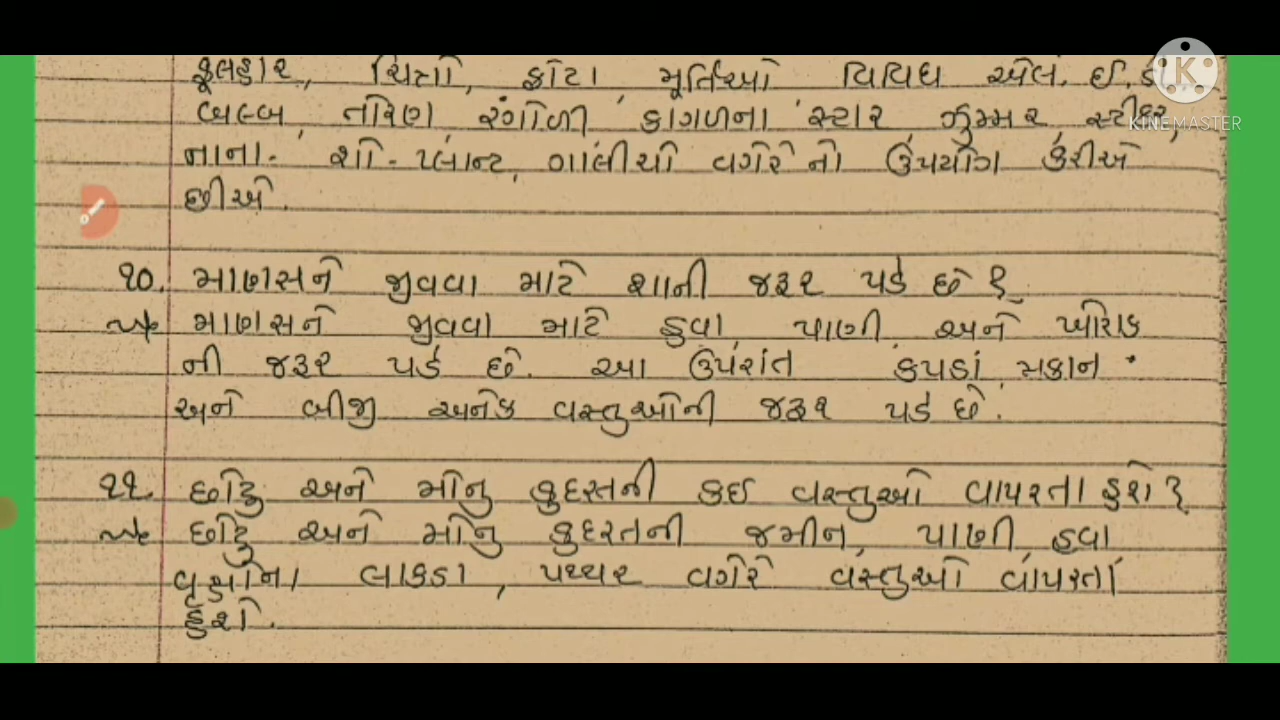 ફૂલહાર, ચિત્રો, ફોટા, મૂર્તિઓ વિવિધ એલ. ઈ. ડી
બલ્બ, તોરણ, રંગોળી કાગળના સ્ટાર ઝુમ્મર સ્ટીકર,
નાના- શો-પ્લાન્ટ, ગાલીચો વગેરેનો ઉપયોગ કરીએ
છીએ.
૧૦. માણસને જીવવા માટે શાની જરૂર પડે છે ?
માણસને જીવવા માટે હવા, પાણી અને ખોરાક
ની જરૂર પડે છે. આ ઉપરાંત કપડાં, મકાન
અને બીજી અનેક વસ્તુઓની જરૂર પડે છે.
૧૧. છોટુ અને મોનુ કુદરતની કઈ વસ્તુઓ વાપરતા હશે ?
છોટુ અને મોનુ કુદરતની જમીન, પાણી, હવા
વૃક્ષોના લાકડા, પથ્થર વગેરે વસ્તુઓ વાપરતાં
હશે.
KINEMASTER